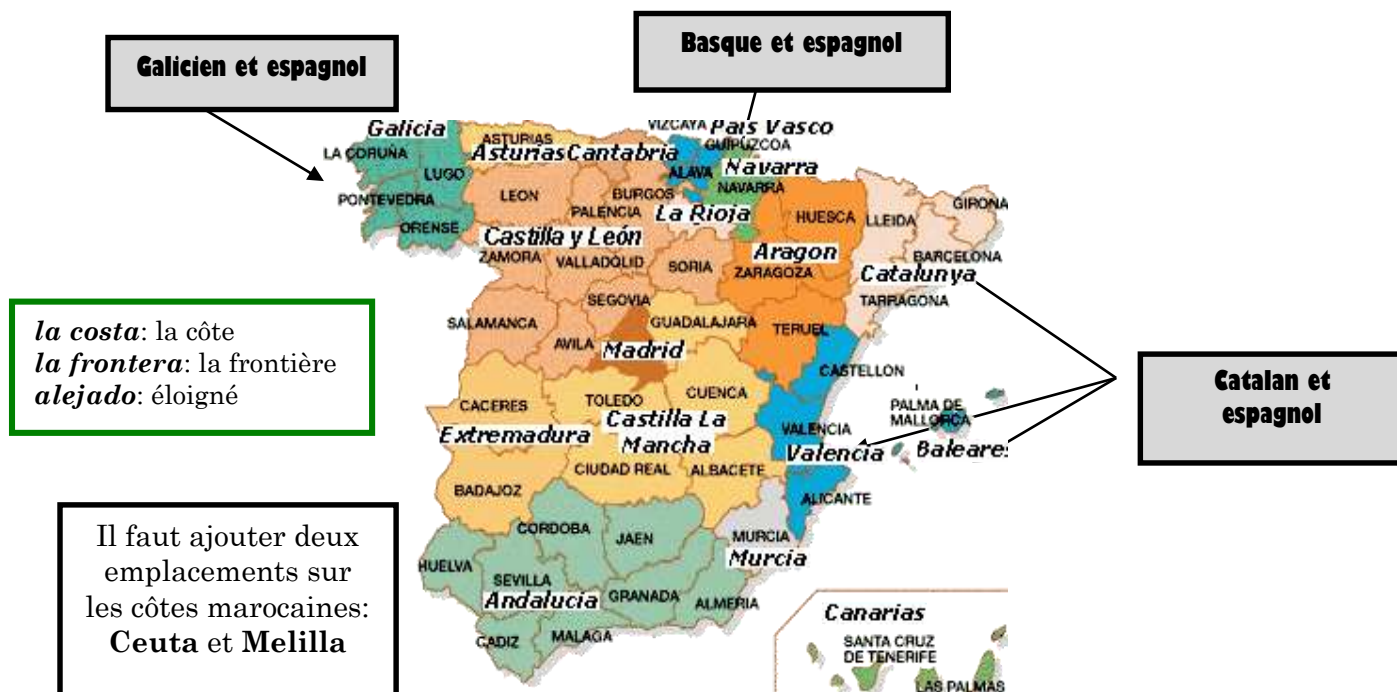 Galicien et espagnol
Basque et espagnol
Galicia
ASTURIAS
Asturias
Cantabria
VIZCAYA
País Vasco
GUIPÚZCOA
ALAVA
Navarra
NAVARRA
LA CORUÑA
LUGO
PONTEVEDRA
ORENSE
LEON
PALENCIA
BURGOS
La Rioja
HUESCA
LLEIDA
GIRONA
BARCELONA
Catalunya
TARRAGONA
Castilla y León
ZAMORA
VALLADOLID
SORIA
Aragon
ZARAGOZA
SEGOVIA
SALAMANCA
AVILA
Madrid
GUADALAJARA
TERUEL
la costa: la côte
la frontera: la frontière
alejado: éloigné
CASTELLON
Catalan et
espagnol
CACERES
TOLEDO
CUENCA
Extremadura
Castilla La
Mancha
VALENCIA
Valencia
PALMA DE
MALLORCA
Baleares
BADAJOZ
CIUDAD REAL
ALBACETE
ALICANTE
Il faut ajouter deux
emplacements sur
les côtes marocaines:
Ceuta et Melilla
CORDOBA
JAEN
MURCIA
Murcia
HUELVA
SEVILLA
Andalucía
GRANADA
ALMERIA
CADIZ
MALAGA
Canarias
SANTA CRUZ
DE TENERIFE
LAS PALMAS